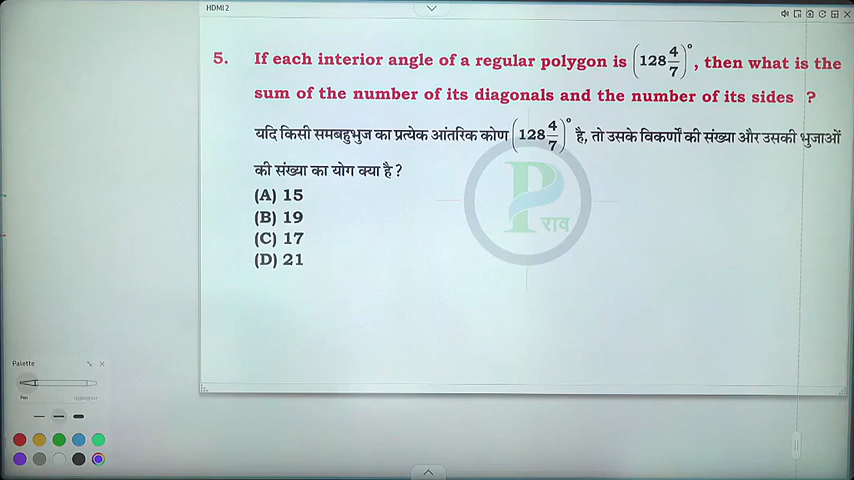 HDMI 2
5. If each interior angle of a regular polygon is (128 4/7)°, then what is the
sum of the number of its diagonals and the number of its sides ?
यदि किसी समबहुभुज का प्रत्येक आंतरिक कोण (128 4/7)° है, तो उसके विकर्णों की संख्या और उसकी भुजाओं
की संख्या का योग क्या है ?
(A) 15
(B) 19
(C) 17
(D) 21
P
राव
Palette
Pen Highlighter